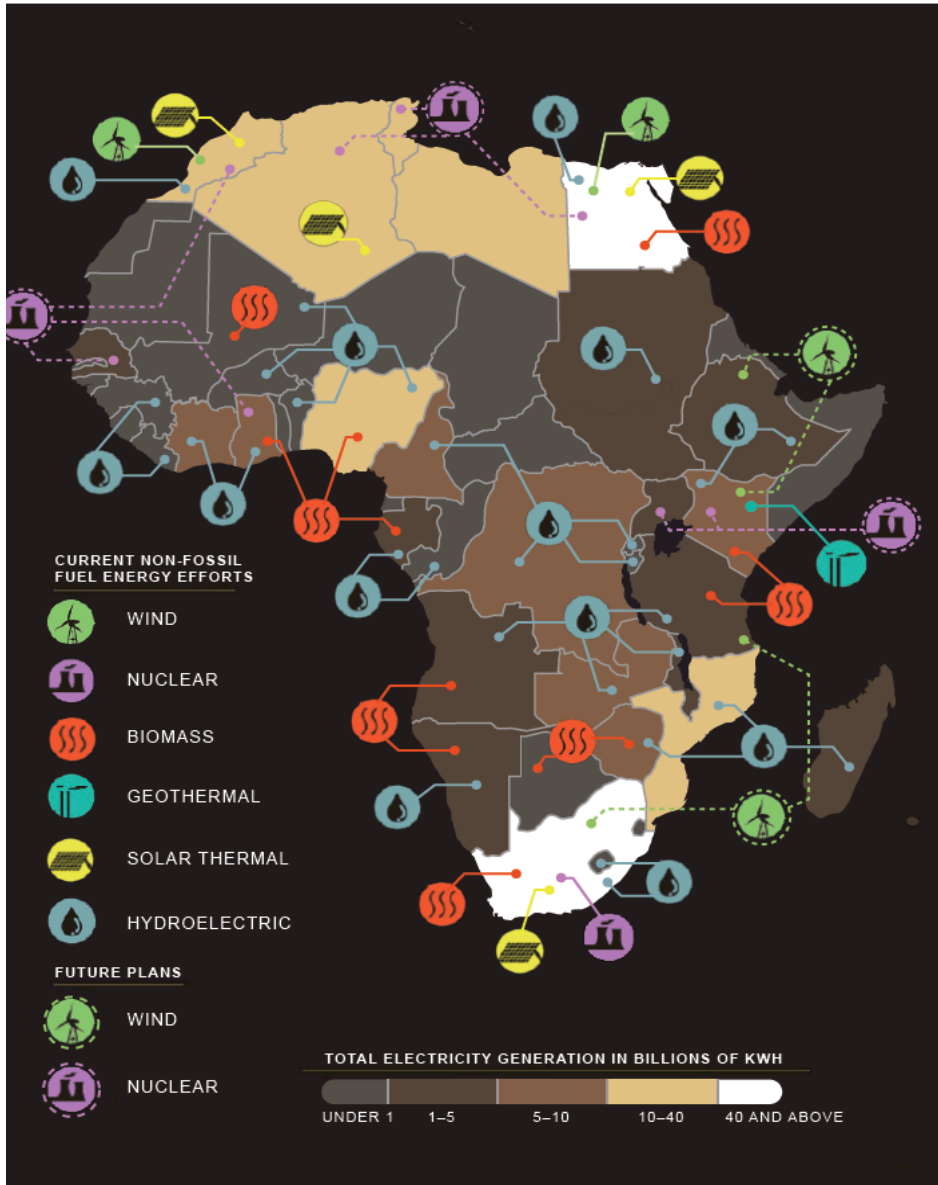 CURRENT NON-FOSSIL
FUEL ENERGY EFFORTS
WIND
NUCLEAR
BIOMASS
GEOTHERMAL
SOLAR THERMAL
HYDROELECTRIC
FUTURE PLANS
WIND
NUCLEAR
TOTAL ELECTRICITY GENERATION IN BILLIONS OF KWH
UNDER 1 1–5 5–10 10–40 40 AND ABOVE